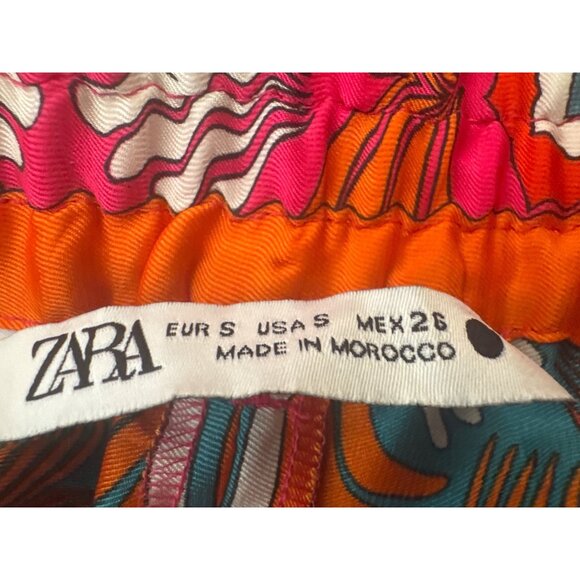 ZARA
EUR S USA S MEX 26
MADE IN MOROCCO